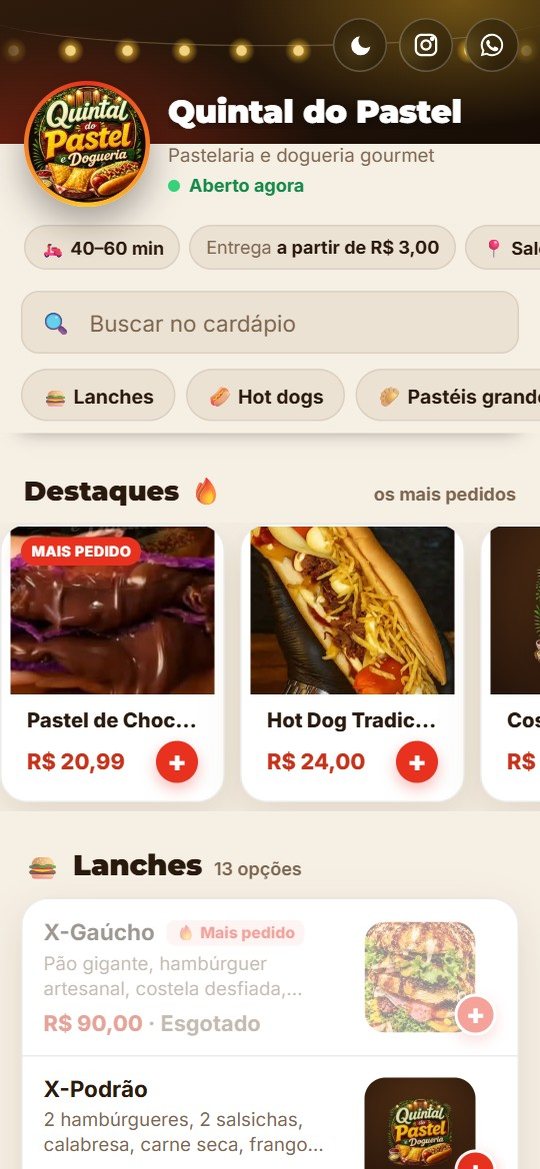 Quintal do Pastel
Quintal
do
Pastel
e Dogueria
Pastelaria e dogueria gourmet
Aberto agora
40–60 min
Entrega a partir de R$ 3,00
Buscar no cardápio
Lanches
Hot dogs
Pastéis
Destaques
os mais pedidos
MAIS PEDIDO
Pastel de Choc...
Hot Dog Tradic...
R$ 20,99
+
R$ 24,00
+
R$
Lanches
13 opções
X-Gaúcho
Mais pedido
Pão gigante, hambúrguer
artesanal, costela desfiada,...
R$ 90,00 · Esgotado
+
X-Podrão
2 hambúrgueres, 2 salsichas,
calabresa, carne seca, frango...
Quintal
do
Pastel
e Dogueria